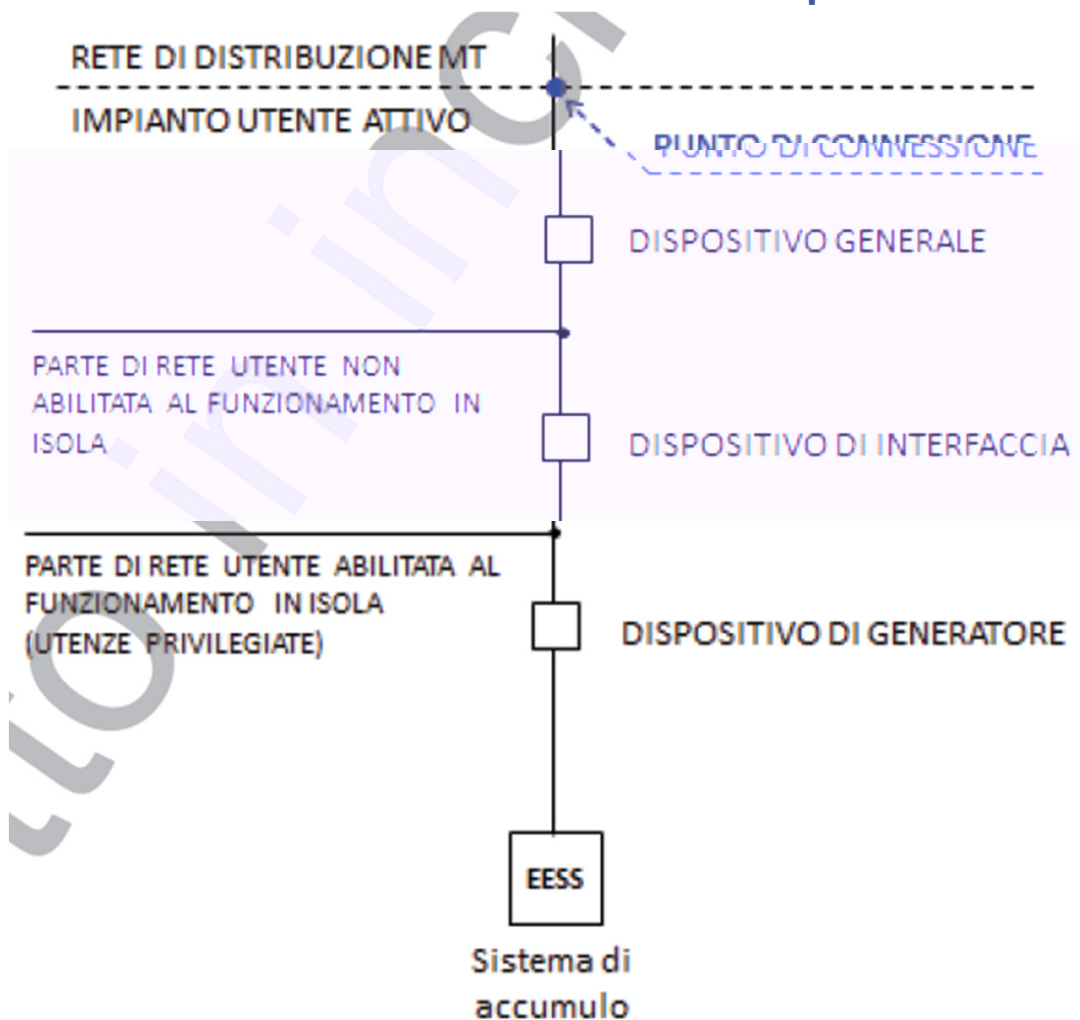 RETE DI DISTRIBUZIONE MT
IMPIANTO UTENTE ATTIVO
PUNTO DI CONNESSIONE
DISPOSITIVO GENERALE
PARTE DI RETE UTENTE NON
ABILITATA AL FUNZIONAMENTO IN
ISOLA
DISPOSITIVO DI INTERFACCIA
PARTE DI RETE UTENTE ABILITATA AL
FUNZIONAMENTO IN ISOLA
(UTENZE PRIVILEGIATE)
DISPOSITIVO DI GENERATORE
EESS
Sistema di
accumulo